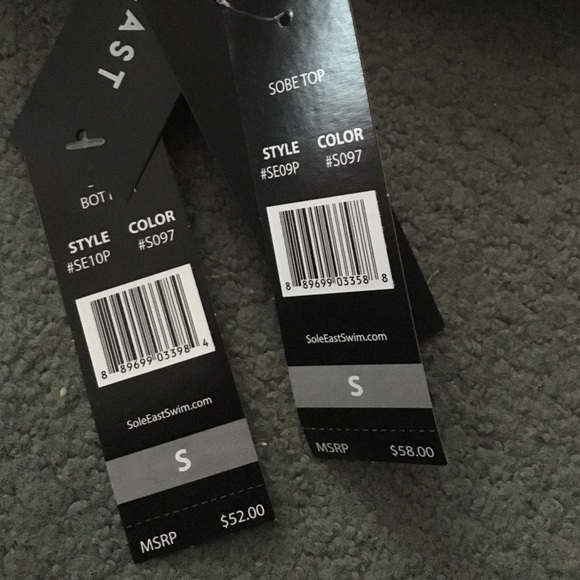 AST
BOT
STYLE COLOR
#SE10P #S097
8 89699 03398 4
SoleEastSwim.com
S
MSRP $52.00
SOBE TOP
STYLE COLOR
#SE09P #S097
8 89699 03358 8
SoleEastSwim.com
S
MSRP $58.00